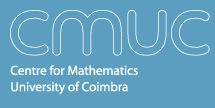 cmuc
Centre for Mathematics
University of Coimbra